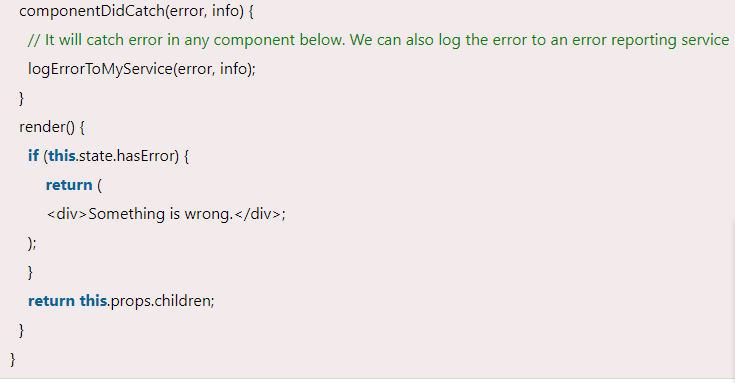 componentDidCatch(error, info) {
// It will catch error in any component below. We can also log the error to an error reporting service
logErrorToMyService(error, info);
}
render() {
if (this.state.hasError) {
return (
<div>Something is wrong.</div>;
);
}
return this.props.children;
}
}